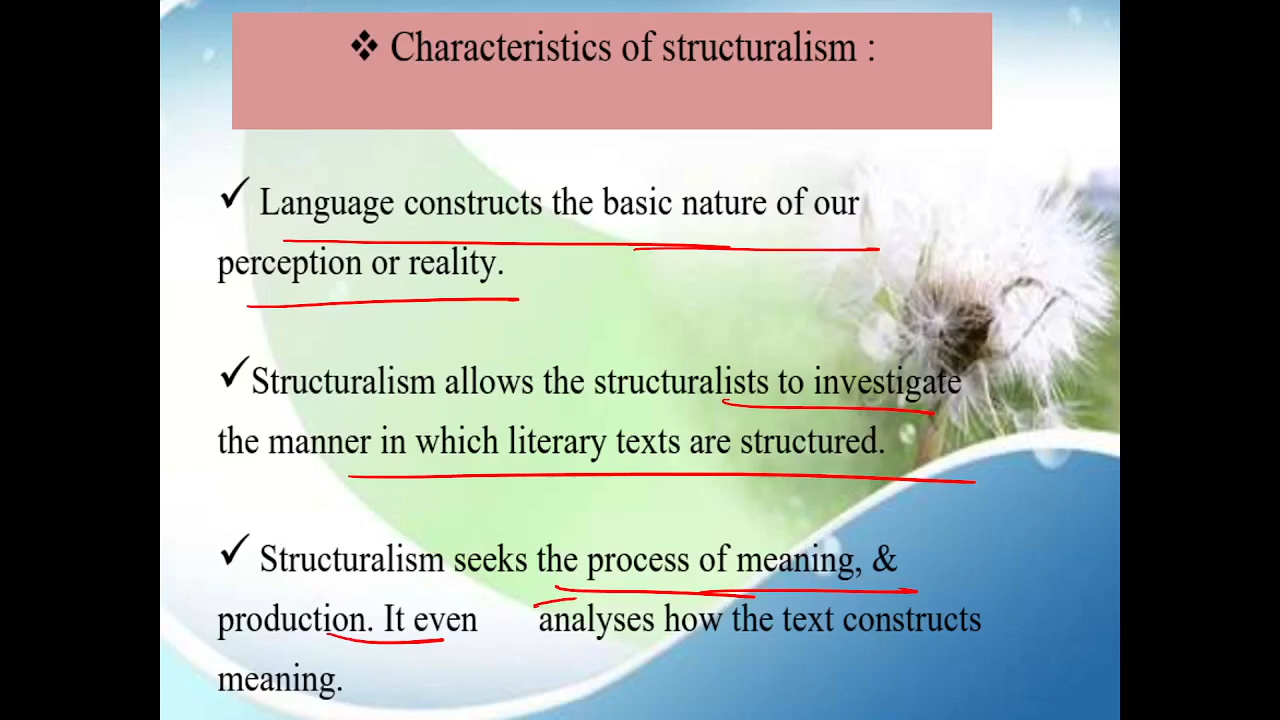 ❖ Characteristics of structuralism :
✓ Language constructs the basic nature of our
perception or reality.
✓Structuralism allows the structuralists to investigate
the manner in which literary texts are structured.
✓ Structuralism seeks the process of meaning, &
production. It even analyses how the text constructs
meaning.